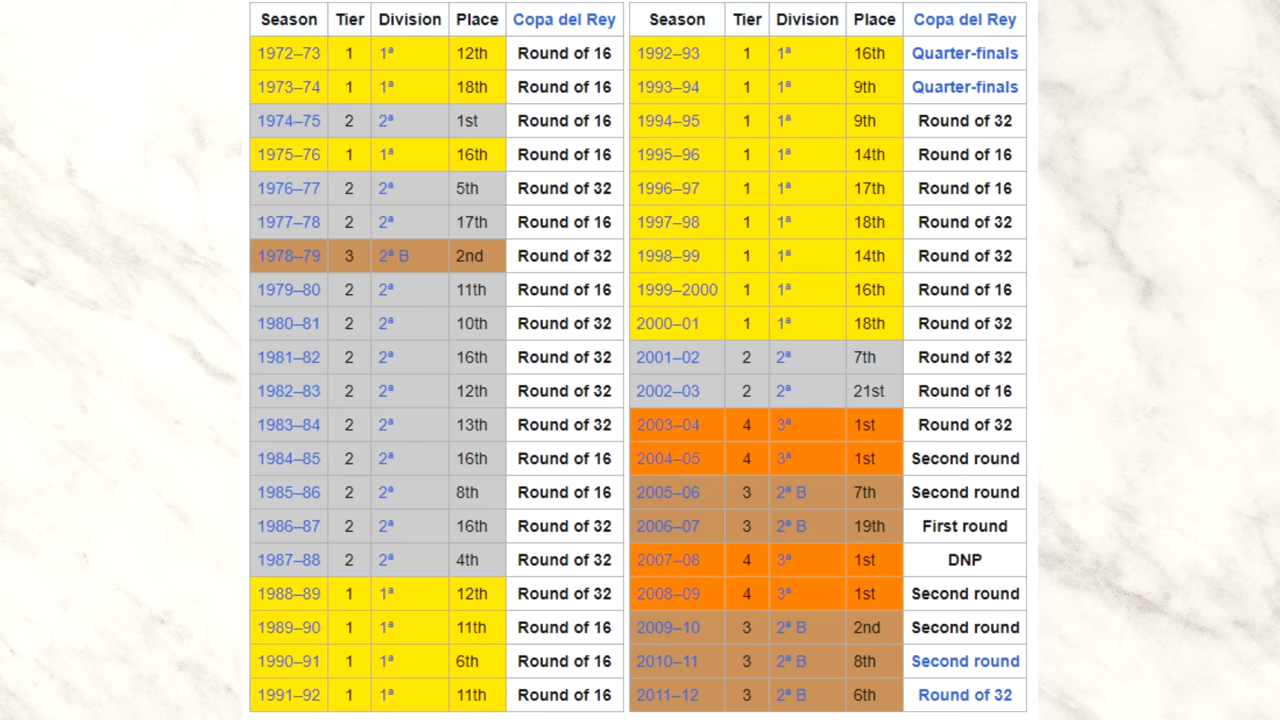 Season Tier Division Place Copa del Rey
1972–73 1 1ª 12th Round of 16
1973–74 1 1ª 18th Round of 16
1974–75 2 2ª 1st Round of 16
1975–76 1 1ª 16th Round of 16
1976–77 2 2ª 5th Round of 32
1977–78 2 2ª 17th Round of 16
1978–79 3 2ª B 2nd Round of 32
1979–80 2 2ª 11th Round of 16
1980–81 2 2ª 10th Round of 32
1981–82 2 2ª 16th Round of 32
1982–83 2 2ª 12th Round of 32
1983–84 2 2ª 13th Round of 32
1984–85 2 2ª 16th Round of 16
1985–86 2 2ª 8th Round of 16
1986–87 2 2ª 16th Round of 32
1987–88 2 2ª 4th Round of 32
1988–89 1 1ª 12th Round of 32
1989–90 1 1ª 11th Round of 16
1990–91 1 1ª 6th Round of 16
1991–92 1 1ª 11th Round of 16
Season Tier Division Place Copa del Rey
1992–93 1 1ª 16th Quarter-finals
1993–94 1 1ª 9th Quarter-finals
1994–95 1 1ª 9th Round of 32
1995–96 1 1ª 14th Round of 16
1996–97 1 1ª 17th Round of 16
1997–98 1 1ª 18th Round of 32
1998–99 1 1ª 14th Round of 32
1999–2000 1 1ª 16th Round of 16
2000–01 1 1ª 18th Round of 32
2001–02 2 2ª 7th Round of 32
2002–03 2 2ª 21st Round of 16
2003–04 4 3ª 1st Round of 32
2004–05 4 3ª 1st Second round
2005–06 3 2ª B 7th Second round
2006–07 3 2ª B 19th First round
2007–08 4 3ª 1st DNP
2008–09 4 3ª 1st Second round
2009–10 3 2ª B 2nd Second round
2010–11 3 2ª B 8th Second round
2011–12 3 2ª B 6th Round of 32